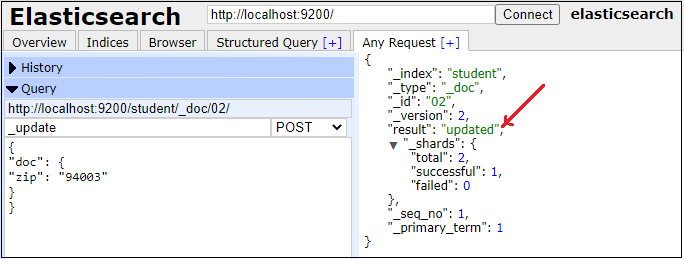 Elasticsearch http://localhost:9200/ Connect elasticsearch
Overview Indices Browser Structured Query [+] Any Request [+]
History
Query
http://localhost:9200/student/_doc/02/
_update POST
{
"doc": {
"zip": "94003"
}
}
{
"_index": "student",
"_type": "_doc",
"_id": "02",
"_version": 2,
"result": "updated",
"_shards": {
"total": 2,
"successful": 1,
"failed": 0
},
"_seq_no": 1,
"_primary_term": 1
}